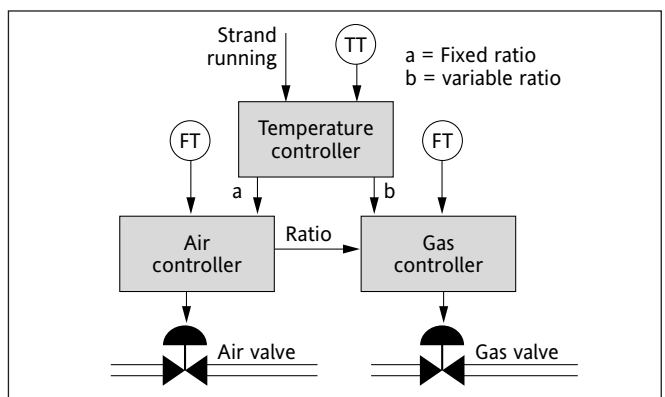 Strand
running
TT
a = Fixed ratio
b = variable ratio
Temperature
controller
FT
FT
a
b
Air
controller
Ratio
Gas
controller
Air valve
Gas valve